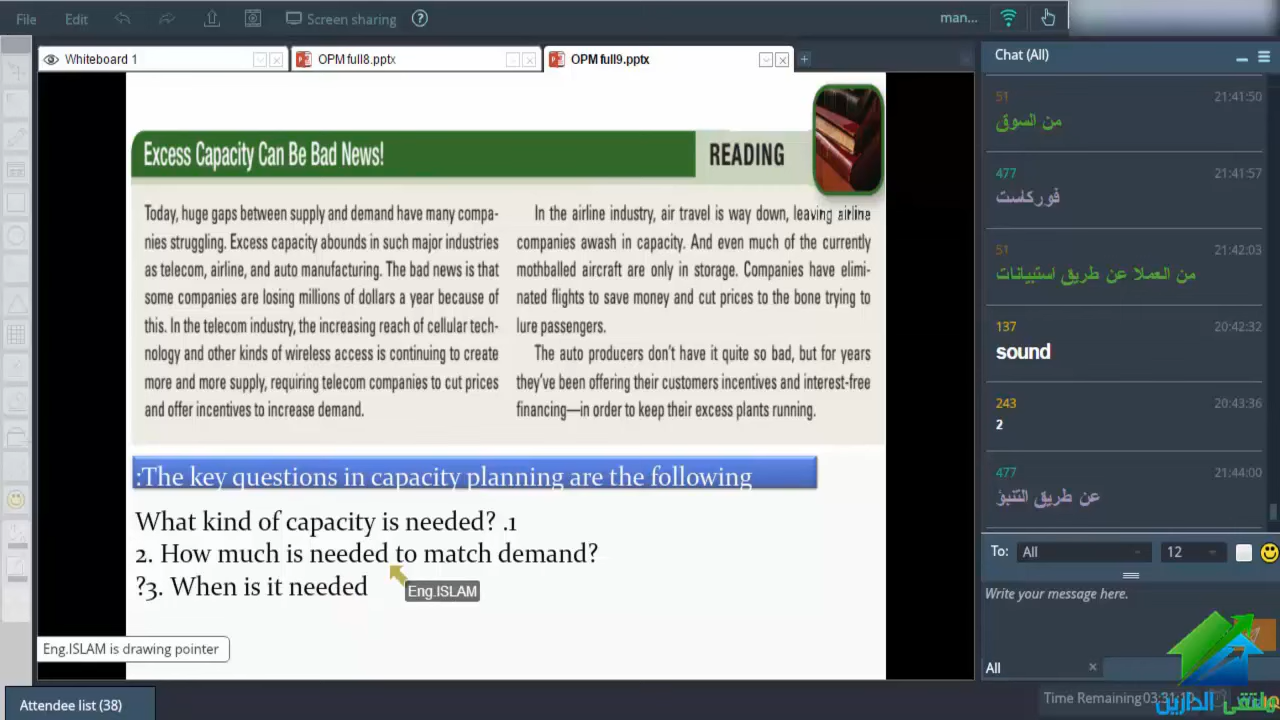 File Edit Screen sharing ? man...
Whiteboard 1
OPM full8.pptx
OPM full9.pptx
Excess Capacity Can Be Bad News!
READING
Today, huge gaps between supply and demand have many compa-
nies struggling. Excess capacity abounds in such major industries
as telecom, airline, and auto manufacturing. The bad news is that
some companies are losing millions of dollars a year because of
this. In the telecom industry, the increasing reach of cellular tech-
nology and other kinds of wireless access is continuing to create
more and more supply, requiring telecom companies to cut prices
and offer incentives to increase demand.
In the airline industry, air travel is way down, leaving airline
companies awash in capacity. And even much of the currently
mothballed aircraft are only in storage. Companies have elimi-
nated flights to save money and cut prices to the bone trying to
lure passengers.
The auto producers don't have it quite so bad, but for years
they've been offering their customers incentives and interest-free
financing—in order to keep their excess plants running.
:The key questions in capacity planning are the following
What kind of capacity is needed? .1
2. How much is needed to match demand?
?3. When is it needed
Eng.ISLAM
Eng.ISLAM is drawing pointer
Attendee list (38)
Chat (All)
51 21:41:50
من السوق
477 21:41:57
فوركاست
51 21:42:03
من العملا عن طريق استبيانات
137 20:42:32
sound
243 20:43:36
2
477 21:44:00
عن طريق التنبؤ
To: All 12
Write your message here.
All
Time Remaining
ملتقى الدارين